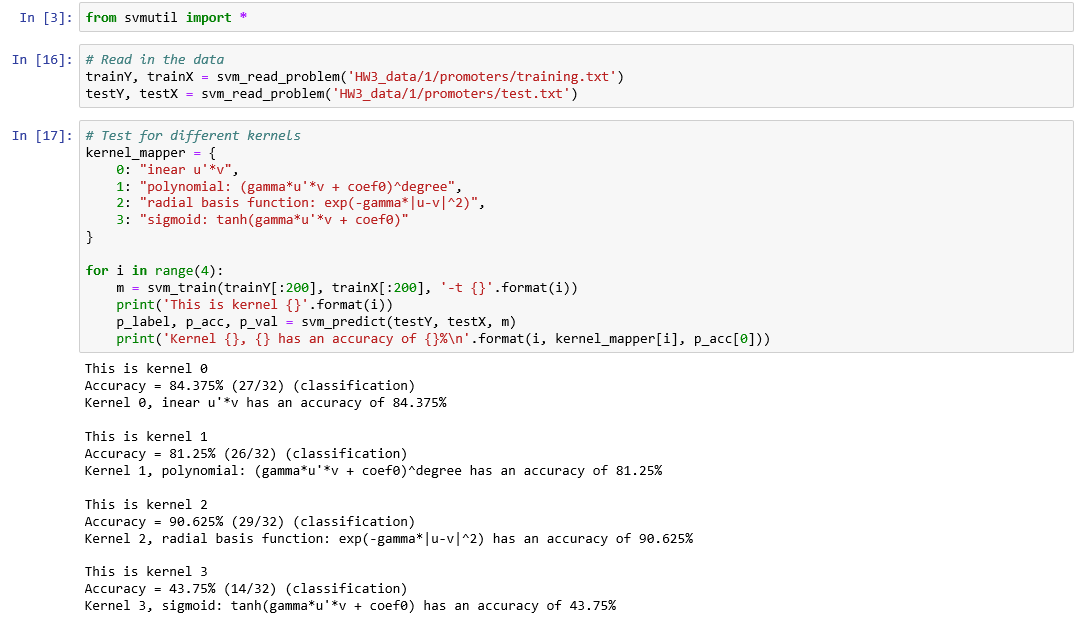 In [3]: from svmutil import *
In [16]: # Read in the data
trainY, trainX = svm_read_problem('HW3_data/1/promoters/training.txt')
testY, testX = svm_read_problem('HW3_data/1/promoters/test.txt')
In [17]: # Test for different kernels
kernel_mapper = {
    0: "inear u'*v",
    1: "polynomial: (gamma*u'*v + coef0)^degree",
    2: "radial basis function: exp(-gamma*|u-v|^2)",
    3: "sigmoid: tanh(gamma*u'*v + coef0)"
}
for i in range(4):
    m = svm_train(trainY[:200], trainX[:200], '-t {}'.format(i))
    print('This is kernel {}'.format(i))
    p_label, p_acc, p_val = svm_predict(testY, testX, m)
    print('Kernel {}, {} has an accuracy of {}%\n'.format(i, kernel_mapper[i], p_acc[0]))
This is kernel 0
Accuracy = 84.375% (27/32) (classification)
Kernel 0, inear u'*v has an accuracy of 84.375%
This is kernel 1
Accuracy = 81.25% (26/32) (classification)
Kernel 1, polynomial: (gamma*u'*v + coef0)^degree has an accuracy of 81.25%
This is kernel 2
Accuracy = 90.625% (29/32) (classification)
Kernel 2, radial basis function: exp(-gamma*|u-v|^2) has an accuracy of 90.625%
This is kernel 3
Accuracy = 43.75% (14/32) (classification)
Kernel 3, sigmoid: tanh(gamma*u'*v + coef0) has an accuracy of 43.75%